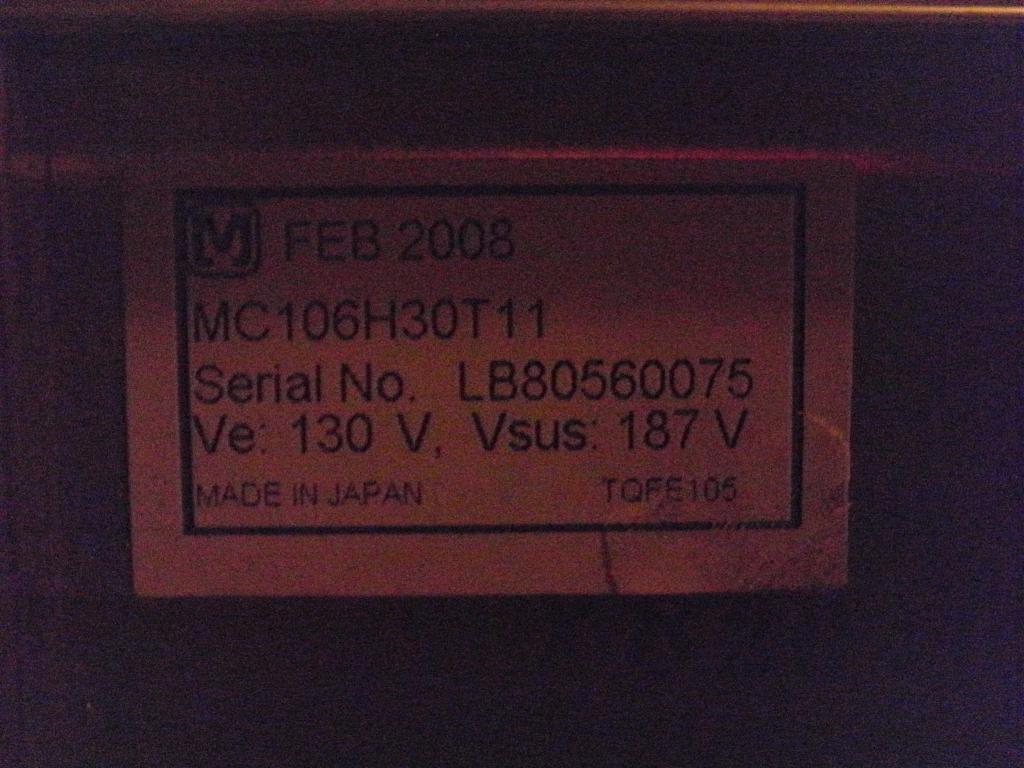 M FEB 2008
MC106H30T11
Serial No. LB80560075
Ve: 130 V, Vsus: 187 V
MADE IN JAPAN TQFE105